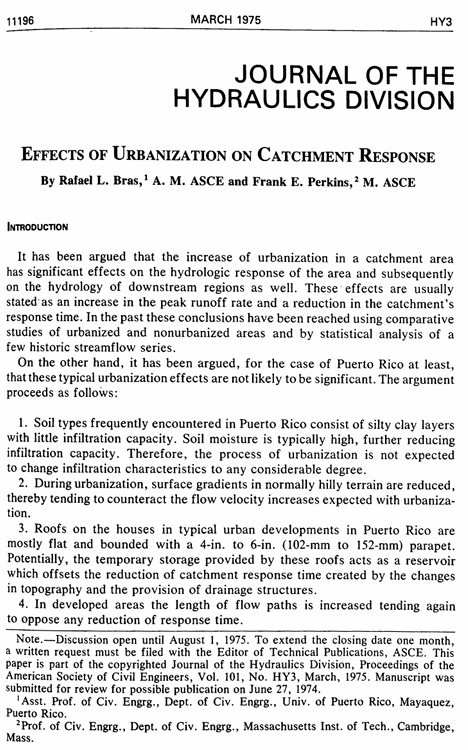 11196 MARCH 1975 HY3
JOURNAL OF THE
HYDRAULICS DIVISION
EFFECTS OF URBANIZATION ON CATCHMENT RESPONSE
By Rafael L. Bras,¹ A. M. ASCE and Frank E. Perkins,² M. ASCE
INTRODUCTION
It has been argued that the increase of urbanization in a catchment area
has significant effects on the hydrologic response of the area and subsequently
on the hydrology of downstream regions as well. These effects are usually
stated as an increase in the peak runoff rate and a reduction in the catchment's
response time. In the past these conclusions have been reached using comparative
studies of urbanized and nonurbanized areas and by statistical analysis of a
few historic streamflow series.
On the other hand, it has been argued, for the case of Puerto Rico at least,
that these typical urbanization effects are not likely to be significant. The argument
proceeds as follows:
1. Soil types frequently encountered in Puerto Rico consist of silty clay layers
with little infiltration capacity. Soil moisture is typically high, further reducing
infiltration capacity. Therefore, the process of urbanization is not expected
to change infiltration characteristics to any considerable degree.
2. During urbanization, surface gradients in normally hilly terrain are reduced,
thereby tending to counteract the flow velocity increases expected with urbaniza-
tion.
3. Roofs on the houses in typical urban developments in Puerto Rico are
mostly flat and bounded with a 4-in. to 6-in. (102-mm to 152-mm) parapet.
Potentially, the temporary storage provided by these roofs acts as a reservoir
which offsets the reduction of catchment response time created by the changes
in topography and the provision of drainage structures.
4. In developed areas the length of flow paths is increased tending again
to oppose any reduction of response time.
Note.—Discussion open until August 1, 1975. To extend the closing date one month,
a written request must be filed with the Editor of Technical Publications, ASCE. This
paper is part of the copyrighted Journal of the Hydraulics Division, Proceedings of the
American Society of Civil Engineers, Vol. 101, No. HY3, March, 1975. Manuscript was
submitted for review for possible publication on June 27, 1974.
¹Asst. Prof. of Civ. Engrg., Dept. of Civ. Engrg., Univ. of Puerto Rico, Mayaquez,
Puerto Rico.
²Prof. of Civ. Engrg., Dept. of Civ. Engrg., Massachusetts Inst. of Tech., Cambridge,
Mass.